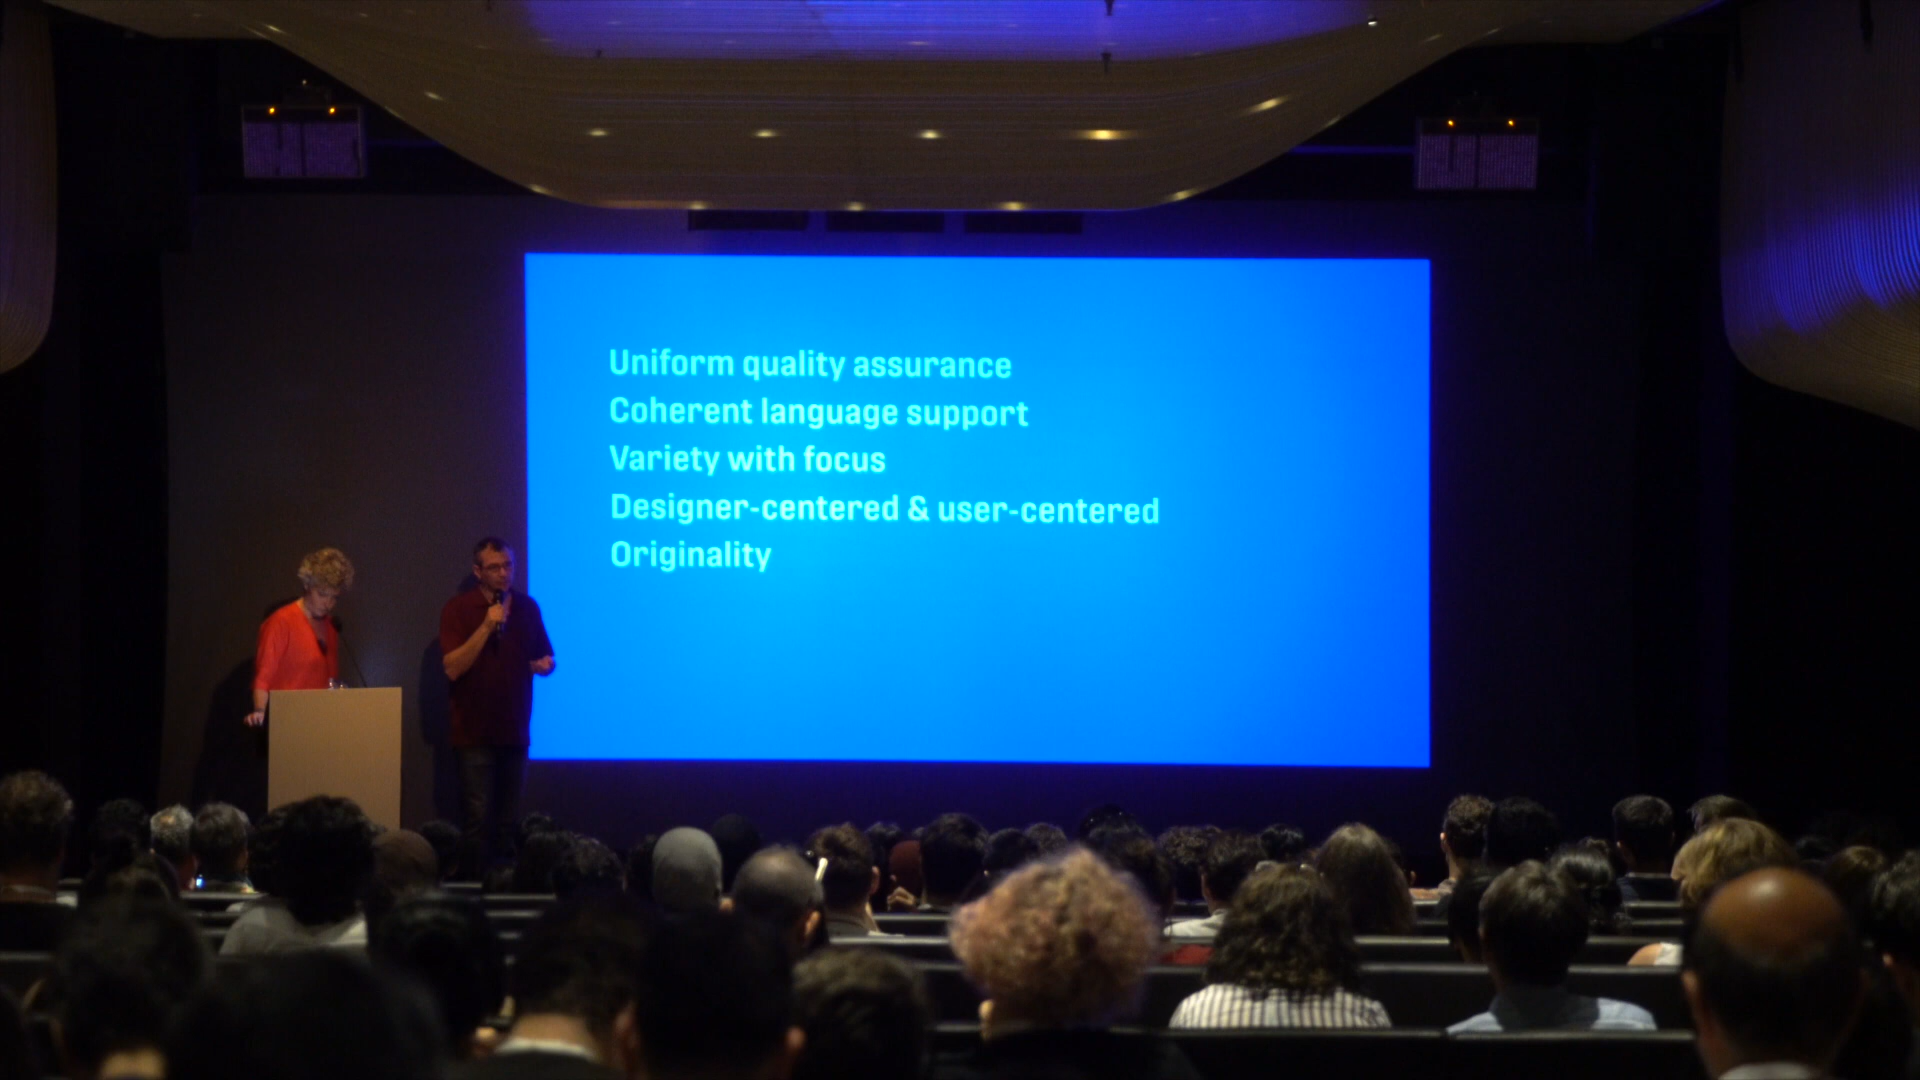 Uniform quality assurance
Coherent language support
Variety with focus
Designer-centered & user-centered
Originality